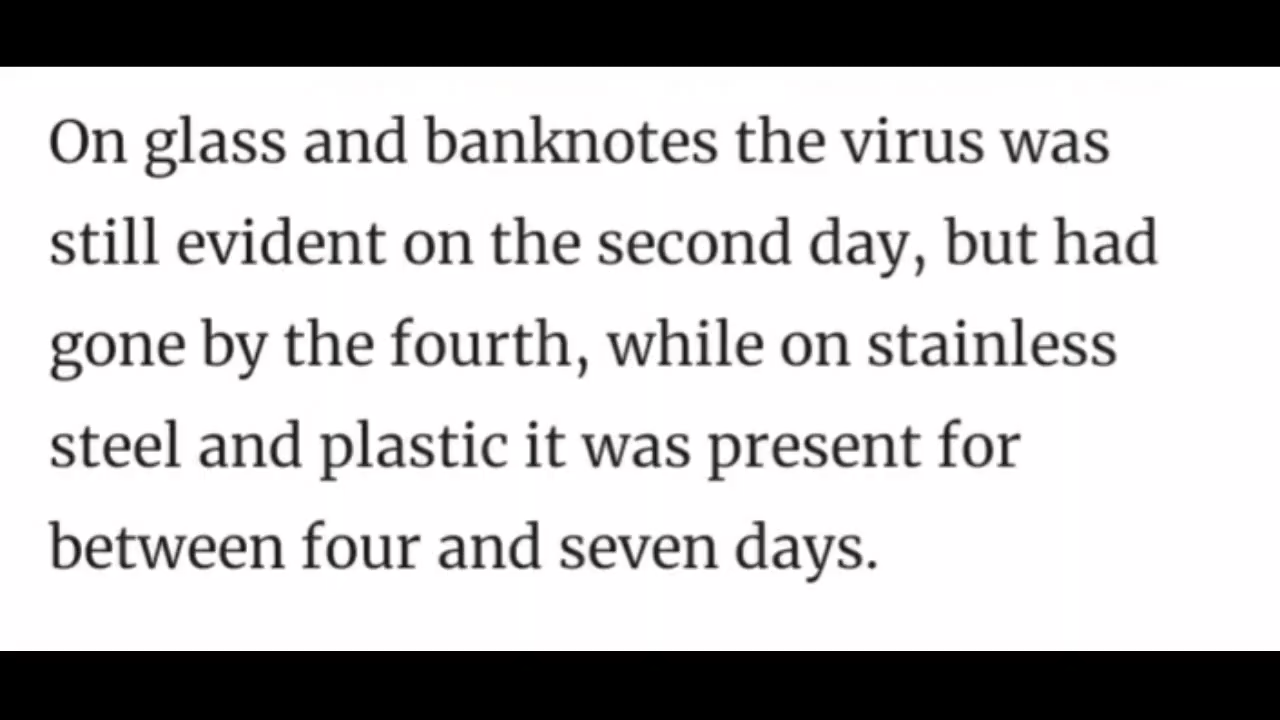 On glass and banknotes the virus was
still evident on the second day, but had
gone by the fourth, while on stainless
steel and plastic it was present for
between four and seven days.